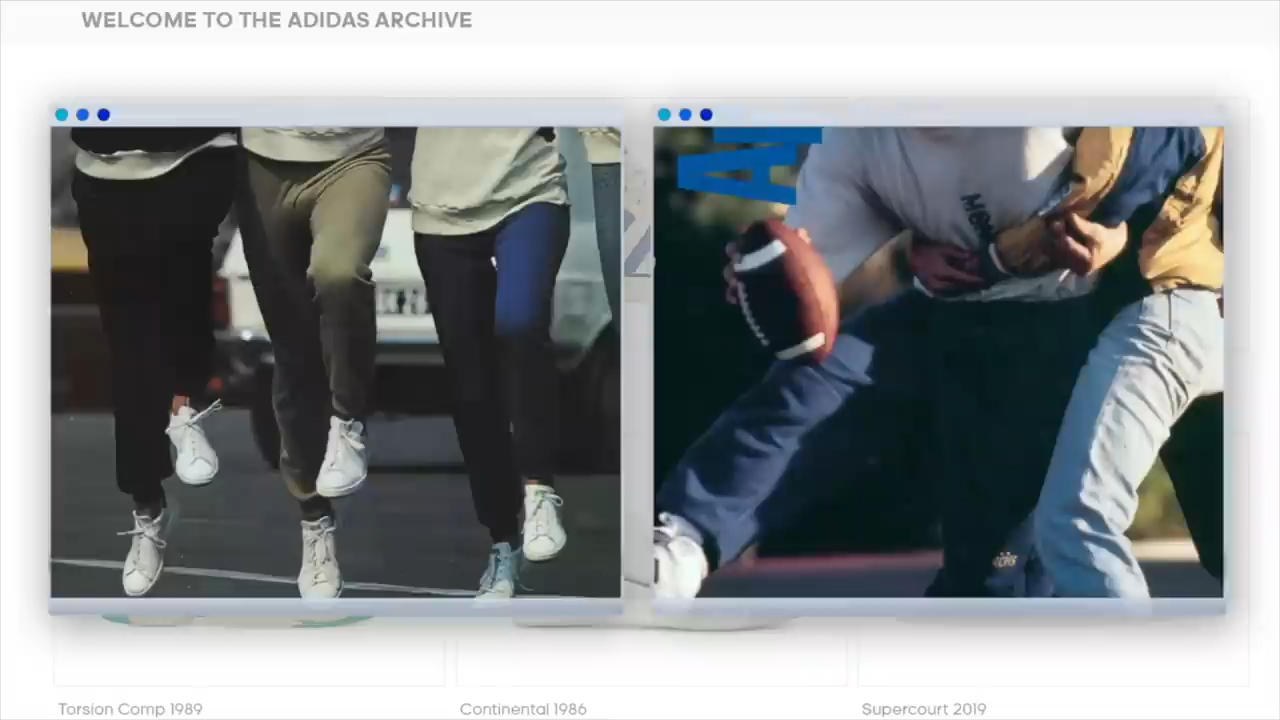 WELCOME TO THE ADIDAS ARCHIVE
Torsion Comp 1989
Continental 1986
Supercourt 2019